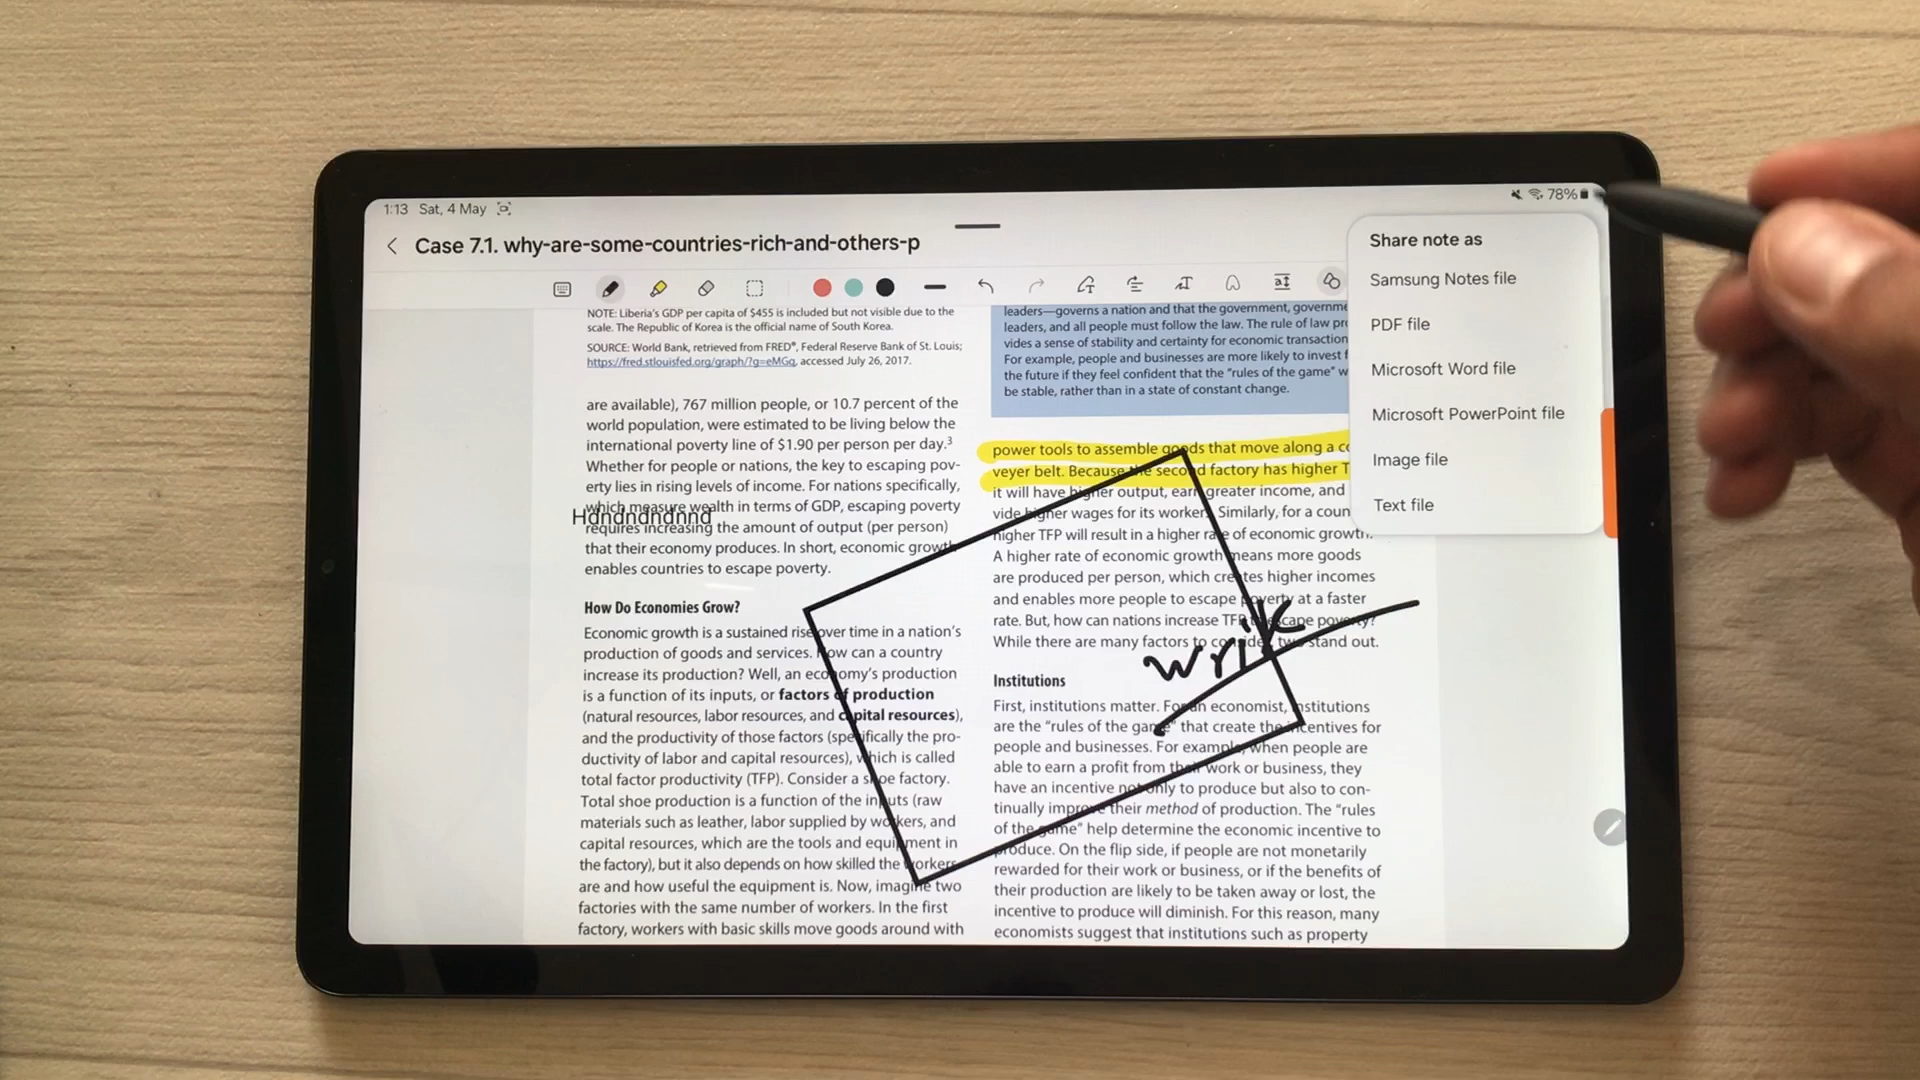 1:13 Sat, 4 May
78%
Case 7.1. why-are-some-countries-rich-and-others-p
Share note as
Samsung Notes file
PDF file
Microsoft Word file
Microsoft PowerPoint file
Image file
Text file
NOTE: Liberia's GDP per capita of $455 is included but not visible due to the
scale. The Republic of Korea is the official name of South Korea.
SOURCE: World Bank, retrieved from FRED®, Federal Reserve Bank of St. Louis;
https://fred.stlouisfed.org/graph/?g=eMGq, accessed July 26, 2017.
are available), 767 million people, or 10.7 percent of the
world population, were estimated to be living below the
international poverty line of $1.90 per person per day.3
Whether for people or nations, the key to escaping pov-
erty lies in rising levels of income. For nations specifically,
which measure wealth in terms of GDP, escaping poverty
Handndndnnd
requires increasing the amount of output (per person)
that their economy produces. In short, economic growth
enables countries to escape poverty.
How Do Economies Grow?
Economic growth is a sustained rise over time in a nation's
production of goods and services. How can a country
increase its production? Well, an economy's production
is a function of its inputs, or factors of production
(natural resources, labor resources, and capital resources),
and the productivity of those factors (specifically the pro-
ductivity of labor and capital resources), which is called
total factor productivity (TFP). Consider a shoe factory.
Total shoe production is a function of the inputs (raw
materials such as leather, labor supplied by workers, and
capital resources, which are the tools and equipment in
the factory), but it also depends on how skilled the workers
are and how useful the equipment is. Now, imagine two
factories with the same number of workers. In the first
factory, workers with basic skills move goods around with
leaders—governs a nation and that the government, governme
leaders, and all people must follow the law. The rule of law pro
vides a sense of stability and certainty for economic transaction
For example, people and businesses are more likely to invest f
the future if they feel confident that the "rules of the game" w
be stable, rather than in a state of constant change.
power tools to assemble goods that move along a co
veyer belt. Because the second factory has higher T
it will have higher output, earn greater income, and
vide higher wages for its workers. Similarly, for a coun
higher TFP will result in a higher rate of economic growth.
A higher rate of economic growth means more goods
are produced per person, which creates higher incomes
and enables more people to escape poverty at a faster
rate. But, how can nations increase TFP to escape poverty?
While there are many factors to consider, two stand out.
Institutions
First, institutions matter. For an economist, institutions
are the "rules of the game" that create the incentives for
people and businesses. For example, when people are
able to earn a profit from their work or business, they
have an incentive not only to produce but also to con-
tinually improve their method of production. The "rules
of the game" help determine the economic incentive to
produce. On the flip side, if people are not monetarily
rewarded for their work or business, or if the benefits of
their production are likely to be taken away or lost, the
incentive to produce will diminish. For this reason, many
economists suggest that institutions such as property